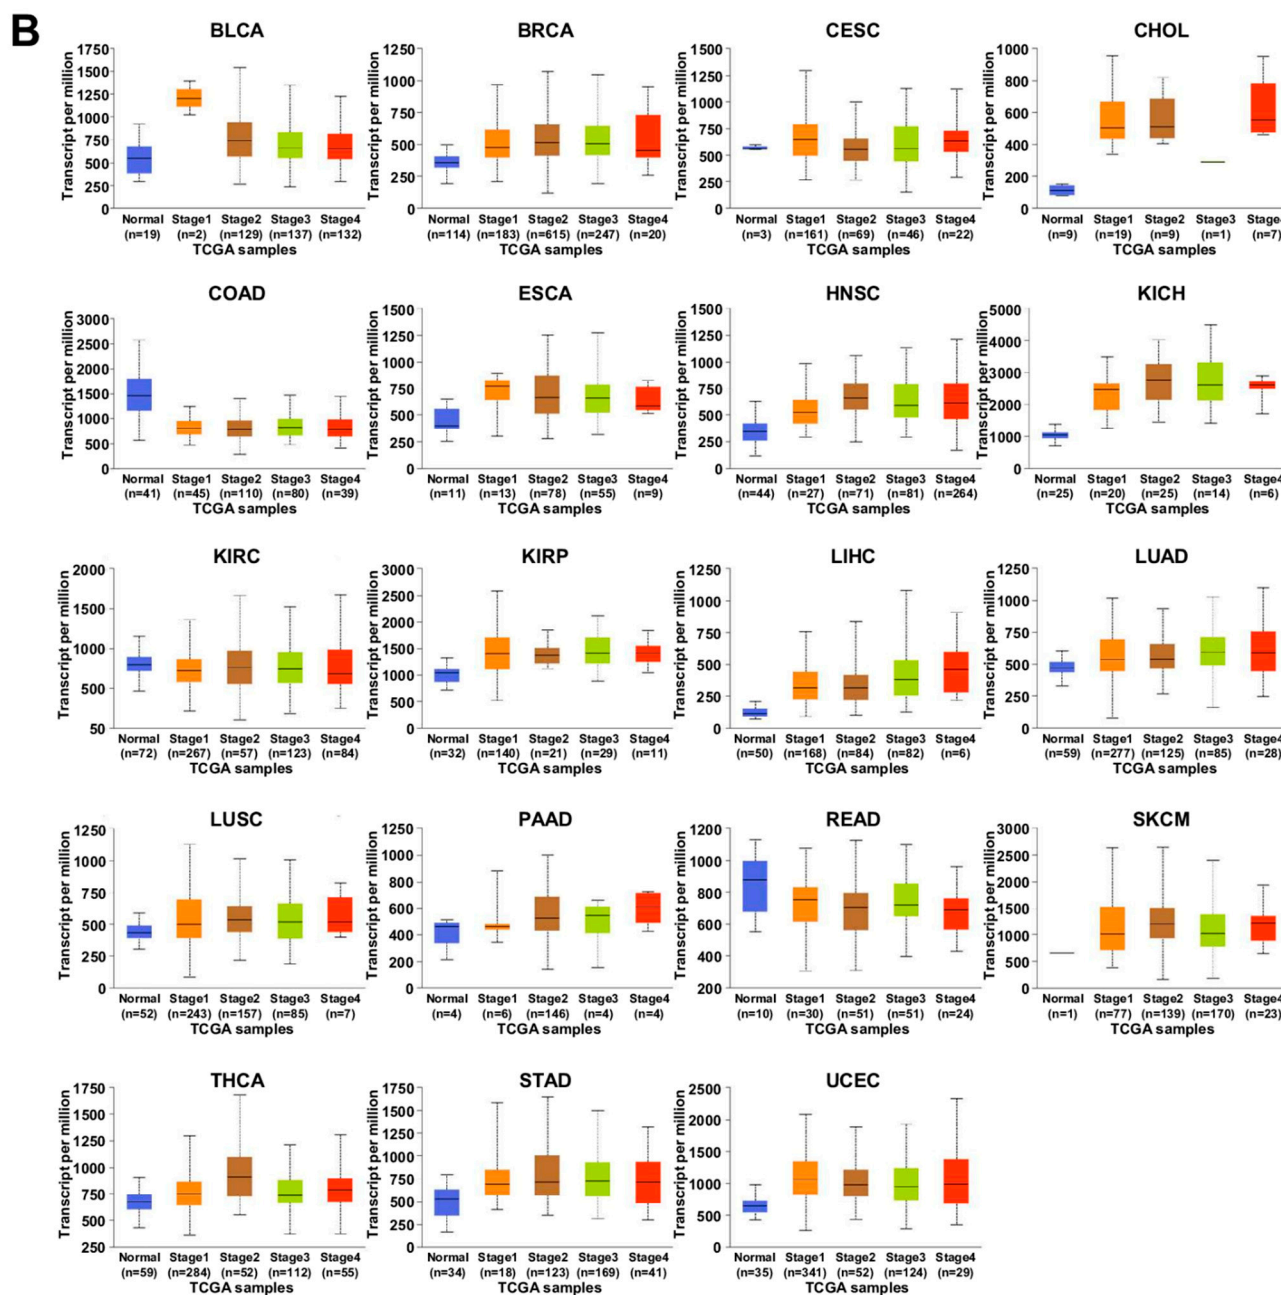 B
BLCA
Transcript per million
1750
1500
1250
1000
750
500
250
0
Normal Stage1 Stage2 Stage3 Stage4
(n=19) (n=2) (n=129) (n=137) (n=132)
TCGA samples
BRCA
Transcript per million
1250
1000
750
500
250
0
Normal Stage1 Stage2 Stage3 Stage4
(n=114) (n=183) (n=615) (n=247) (n=20)
TCGA samples
CESC
Transcript per million
1500
1250
1000
750
500
250
0
Normal Stage1 Stage2 Stage3 Stage4
(n=3) (n=161) (n=69) (n=46) (n=22)
TCGA samples
CHOL
Transcript per million
1000
800
600
400
200
0
Normal Stage1 Stage2 Stage3 Stage4
(n=9) (n=19) (n=9) (n=1) (n=7)
TCGA samples
COAD
Transcript per million
3000
2500
2000
1500
1000
500
0
Normal Stage1 Stage2 Stage3 Stage4
(n=41) (n=45) (n=110) (n=80) (n=39)
TCGA samples
ESCA
Transcript per million
1500
1250
1000
750
500
250
0
Normal Stage1 Stage2 Stage3 Stage4
(n=11) (n=13) (n=78) (n=55) (n=9)
TCGA samples
HNSC
Transcript per million
1500
1250
1000
750
500
250
0
Normal Stage1 Stage2 Stage3 Stage4
(n=44) (n=27) (n=71) (n=81) (n=264)
TCGA samples
KICH
Transcript per million
5000
4000
3000
2000
1000
0
Normal Stage1 Stage2 Stage3 Stage4
(n=25) (n=20) (n=25) (n=14) (n=6)
TCGA samples
KIRC
Transcript per million
2000
1500
1000
500
50
Normal Stage1 Stage2 Stage3 Stage4
(n=72) (n=267) (n=57) (n=123) (n=84)
TCGA samples
KIRP
Transcript per million
3000
2500
2000
1500
1000
500
0
Normal Stage1 Stage2 Stage3 Stage4
(n=32) (n=140) (n=21) (n=29) (n=11)
TCGA samples
LIHC
Transcript per million
1250
1000
750
500
250
0
Normal Stage1 Stage2 Stage3 Stage4
(n=50) (n=168) (n=84) (n=82) (n=6)
TCGA samples
LUAD
Transcript per million
1250
1000
750
500
250
0
Normal Stage1 Stage2 Stage3 Stage4
(n=59) (n=277) (n=125) (n=85) (n=28)
TCGA samples
LUSC
Transcript per million
1250
1000
750
500
250
0
Normal Stage1 Stage2 Stage3 Stage4
(n=52) (n=243) (n=157) (n=85) (n=7)
TCGA samples
PAAD
Transcript per million
1250
1000
800
600
400
200
0
Normal Stage1 Stage2 Stage3 Stage4
(n=4) (n=6) (n=146) (n=4) (n=4)
TCGA samples
READ
Transcript per million
1200
1000
800
600
400
200
Normal Stage1 Stage2 Stage3 Stage4
(n=10) (n=30) (n=51) (n=51) (n=24)
TCGA samples
SKCM
Transcript per million
3000
2500
2000
1500
1000
500
0
Normal Stage1 Stage2 Stage3 Stage4
(n=1) (n=77) (n=139) (n=170) (n=23)
TCGA samples
THCA
Transcript per million
1750
1500
1250
1000
750
500
250
Normal Stage1 Stage2 Stage3 Stage4
(n=59) (n=284) (n=52) (n=112) (n=55)
TCGA samples
STAD
Transcript per million
1750
1500
1250
1000
750
500
250
0
Normal Stage1 Stage2 Stage3 Stage4
(n=34) (n=18) (n=123) (n=169) (n=41)
TCGA samples
UCEC
Transcript per million
2500
2000
1500
1000
500
0
Normal Stage1 Stage2 Stage3 Stage4
(n=35) (n=341) (n=52) (n=124) (n=29)
TCGA samples